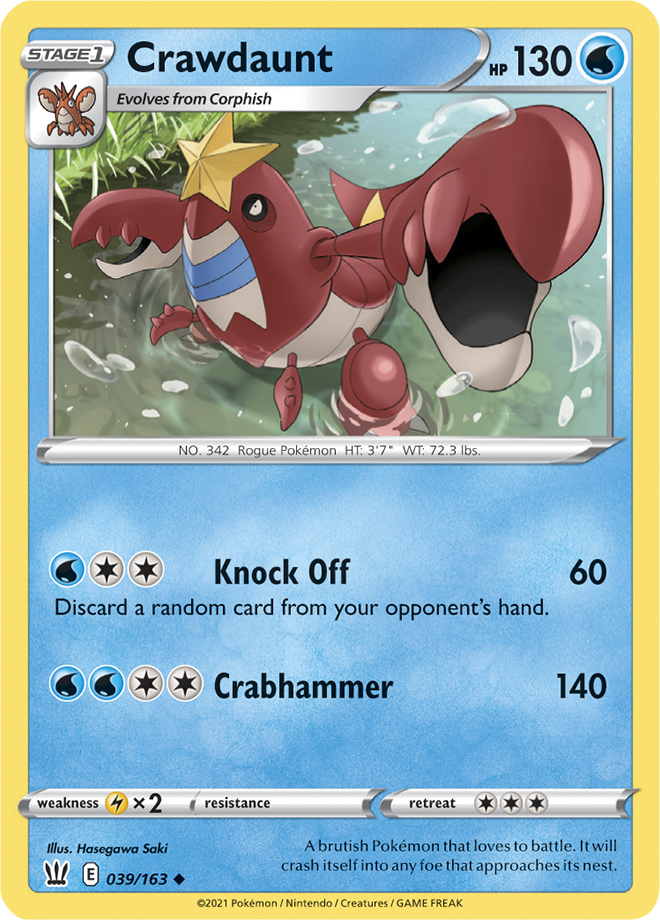 STAGE 1
Crawdaunt
HP 130
Evolves from Corphish
NO. 342 Rogue Pokémon HT: 3'7" WT: 72.3 lbs.
Knock Off 60
Discard a random card from your opponent's hand.
Crabhammer 140
weakness ×2 resistance retreat
Illus. Hasegawa Saki
A brutish Pokémon that loves to battle. It will
crash itself into any foe that approaches its nest.
E 039/163
©2021 Pokémon / Nintendo / Creatures / GAME FREAK